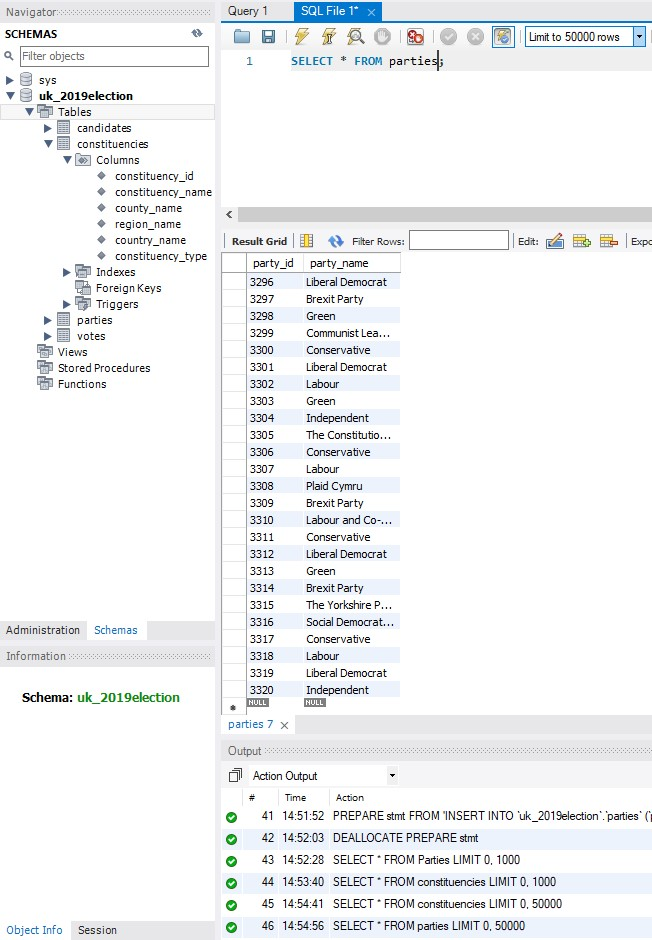 Navigator
SCHEMAS
Filter objects
sys
uk_2019election
Tables
candidates
constituencies
Columns
constituency_id
constituency_name
county_name
region_name
country_name
constituency_type
Indexes
Foreign Keys
Triggers
parties
votes
Views
Stored Procedures
Functions
Administration Schemas
Information
Schema: uk_2019election
Object Info Session
Query 1 SQL File 1*
Limit to 50000 rows
1 SELECT * FROM parties;
Result Grid Filter Rows: Edit: Expo
party_id party_name
3296 Liberal Democrat
3297 Brexit Party
3298 Green
3299 Communist Lea...
3300 Conservative
3301 Liberal Democrat
3302 Labour
3303 Green
3304 Independent
3305 The Constitutio...
3306 Conservative
3307 Labour
3308 Plaid Cymru
3309 Brexit Party
3310 Labour and Co-...
3311 Conservative
3312 Liberal Democrat
3313 Green
3314 Brexit Party
3315 The Yorkshire P...
3316 Social Democrat...
3317 Conservative
3318 Labour
3319 Liberal Democrat
3320 Independent
NULL NULL
parties 7
Output
Action Output
# Time Action
41 14:51:52 PREPARE stmt FROM 'INSERT INTO `uk_2019election`.`parties` (`p
42 14:52:03 DEALLOCATE PREPARE stmt
43 14:52:28 SELECT * FROM Parties LIMIT 0, 1000
44 14:53:40 SELECT * FROM constituencies LIMIT 0, 1000
45 14:54:41 SELECT * FROM constituencies LIMIT 0, 50000
46 14:54:56 SELECT * FROM parties LIMIT 0, 50000